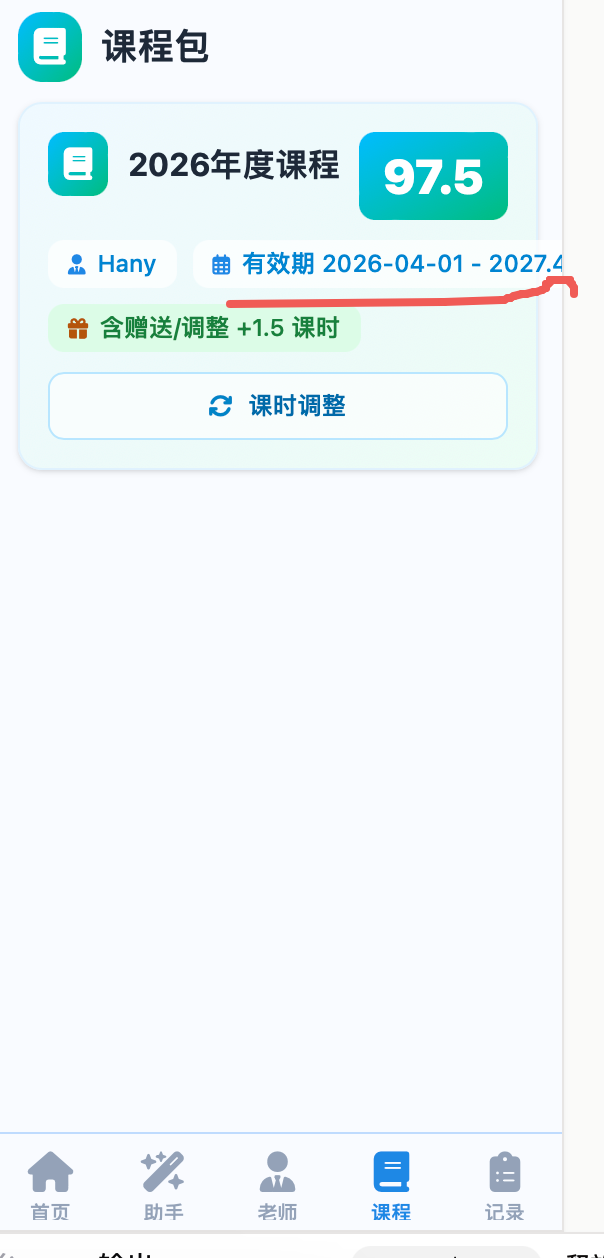 课程包
2026年度课程
97.5
Hany
有效期 2026-04-01 - 2027.4
含赠送/调整 +1.5 课时
课时调整
首页
助手
老师
课程
记录